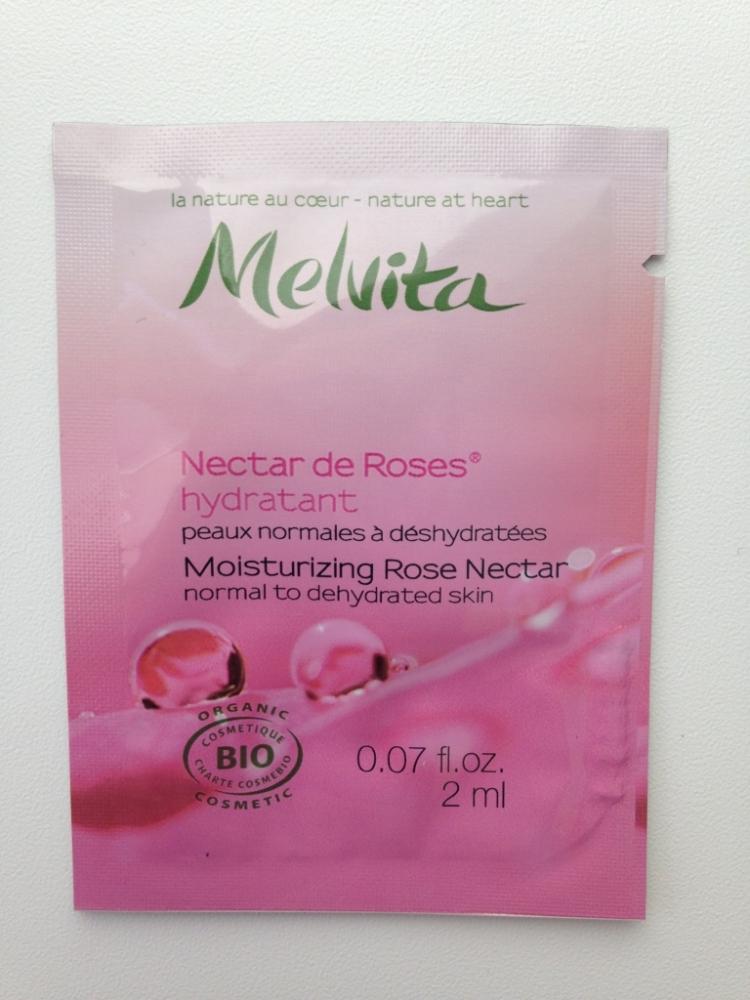 la nature au cœur - nature at heart
Melvita
Nectar de Roses®
hydratant
peaux normales à déshydratées
Moisturizing Rose Nectar
normal to dehydrated skin
ORGANIC
COSMETIQUE
BIO
CHARTE COSMEBIO
COSMETIC
0.07 fl.oz.
2 ml